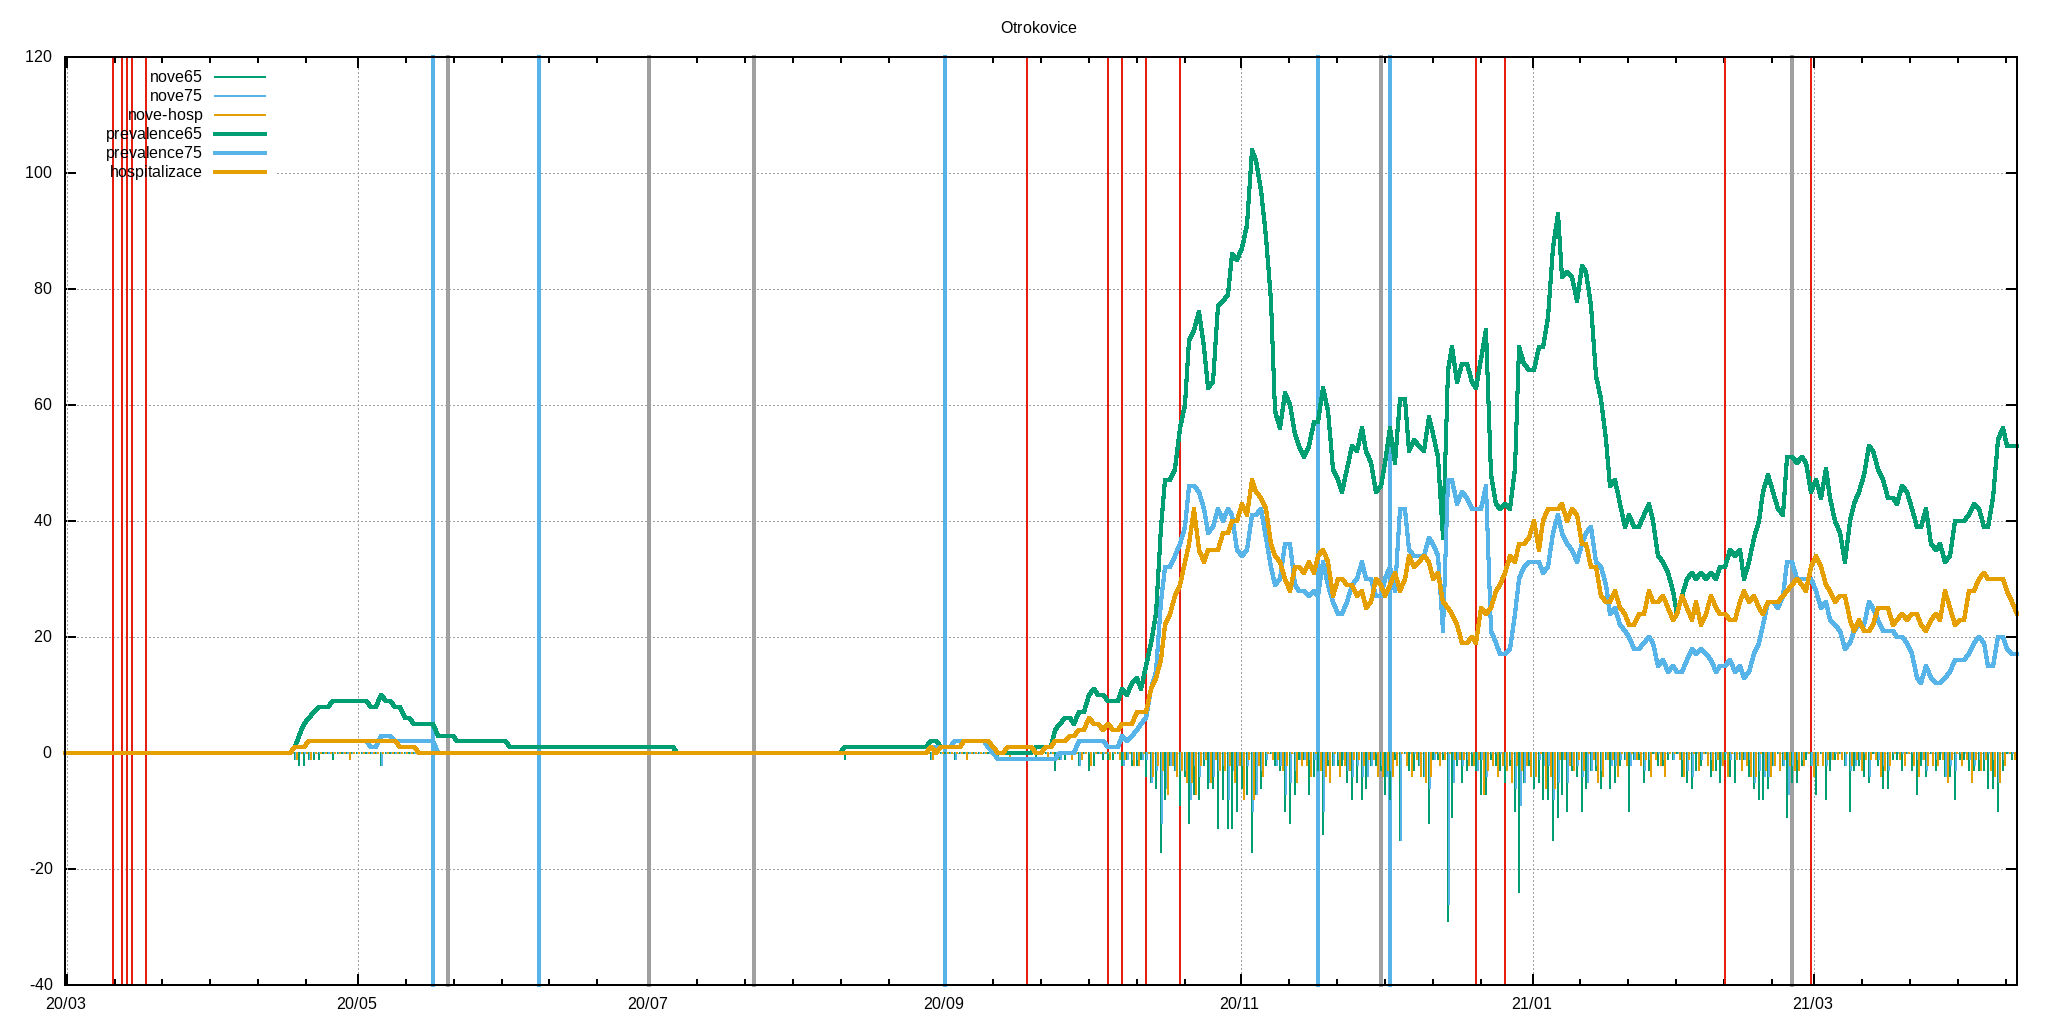 Otrokovice
120
nove65
nove75
nove-hosp
prevalence65
prevalence75
hospitalizace
100
80
60
40
20
0
-20
-40
20/03 20/05 20/07 20/09 20/11 21/01 21/03